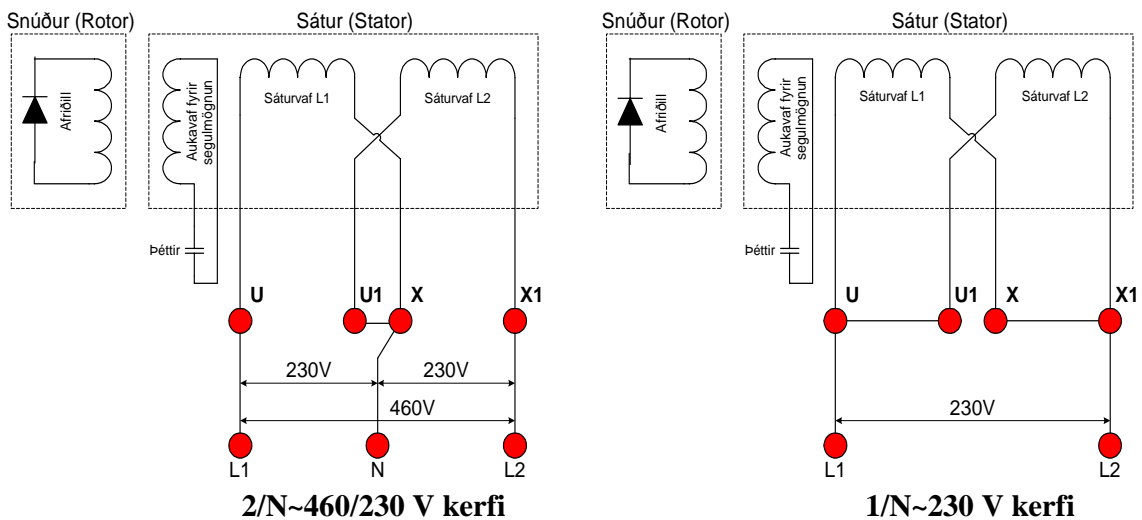 Snúður (Rotor)
Sátur (Stator)
Afriðill
Aukavaf fyrir
segulmögnun
Sáturvaf L1
Sáturvaf L2
Þéttir
U
U1
X
X1
230V
230V
460V
L1
N
L2
2/N~460/230 V kerfi
Snúður (Rotor)
Sátur (Stator)
Afriðill
Aukavaf fyrir
segulmögnun
Sáturvaf L1
Sáturvaf L2
Þéttir
U
U1
X
X1
230V
L1
L2
1/N~230 V kerfi